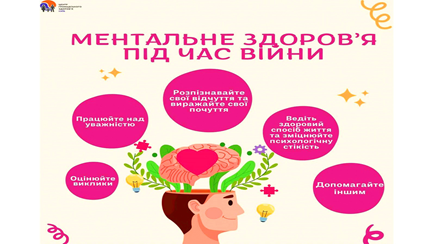 МЕНТАЛЬНЕ ЗДОРОВ'Я
ПІД ЧАС ВІЙНИ
Розпізнавайте
свої відчуття та
виражайте свої
почуття
Працюйте над
уважністю
Ведіть
здоровий
спосіб життя
та зміцнюйте
психологічну
стійкість
Оцінюйте
виклики
Допомагайте
іншим